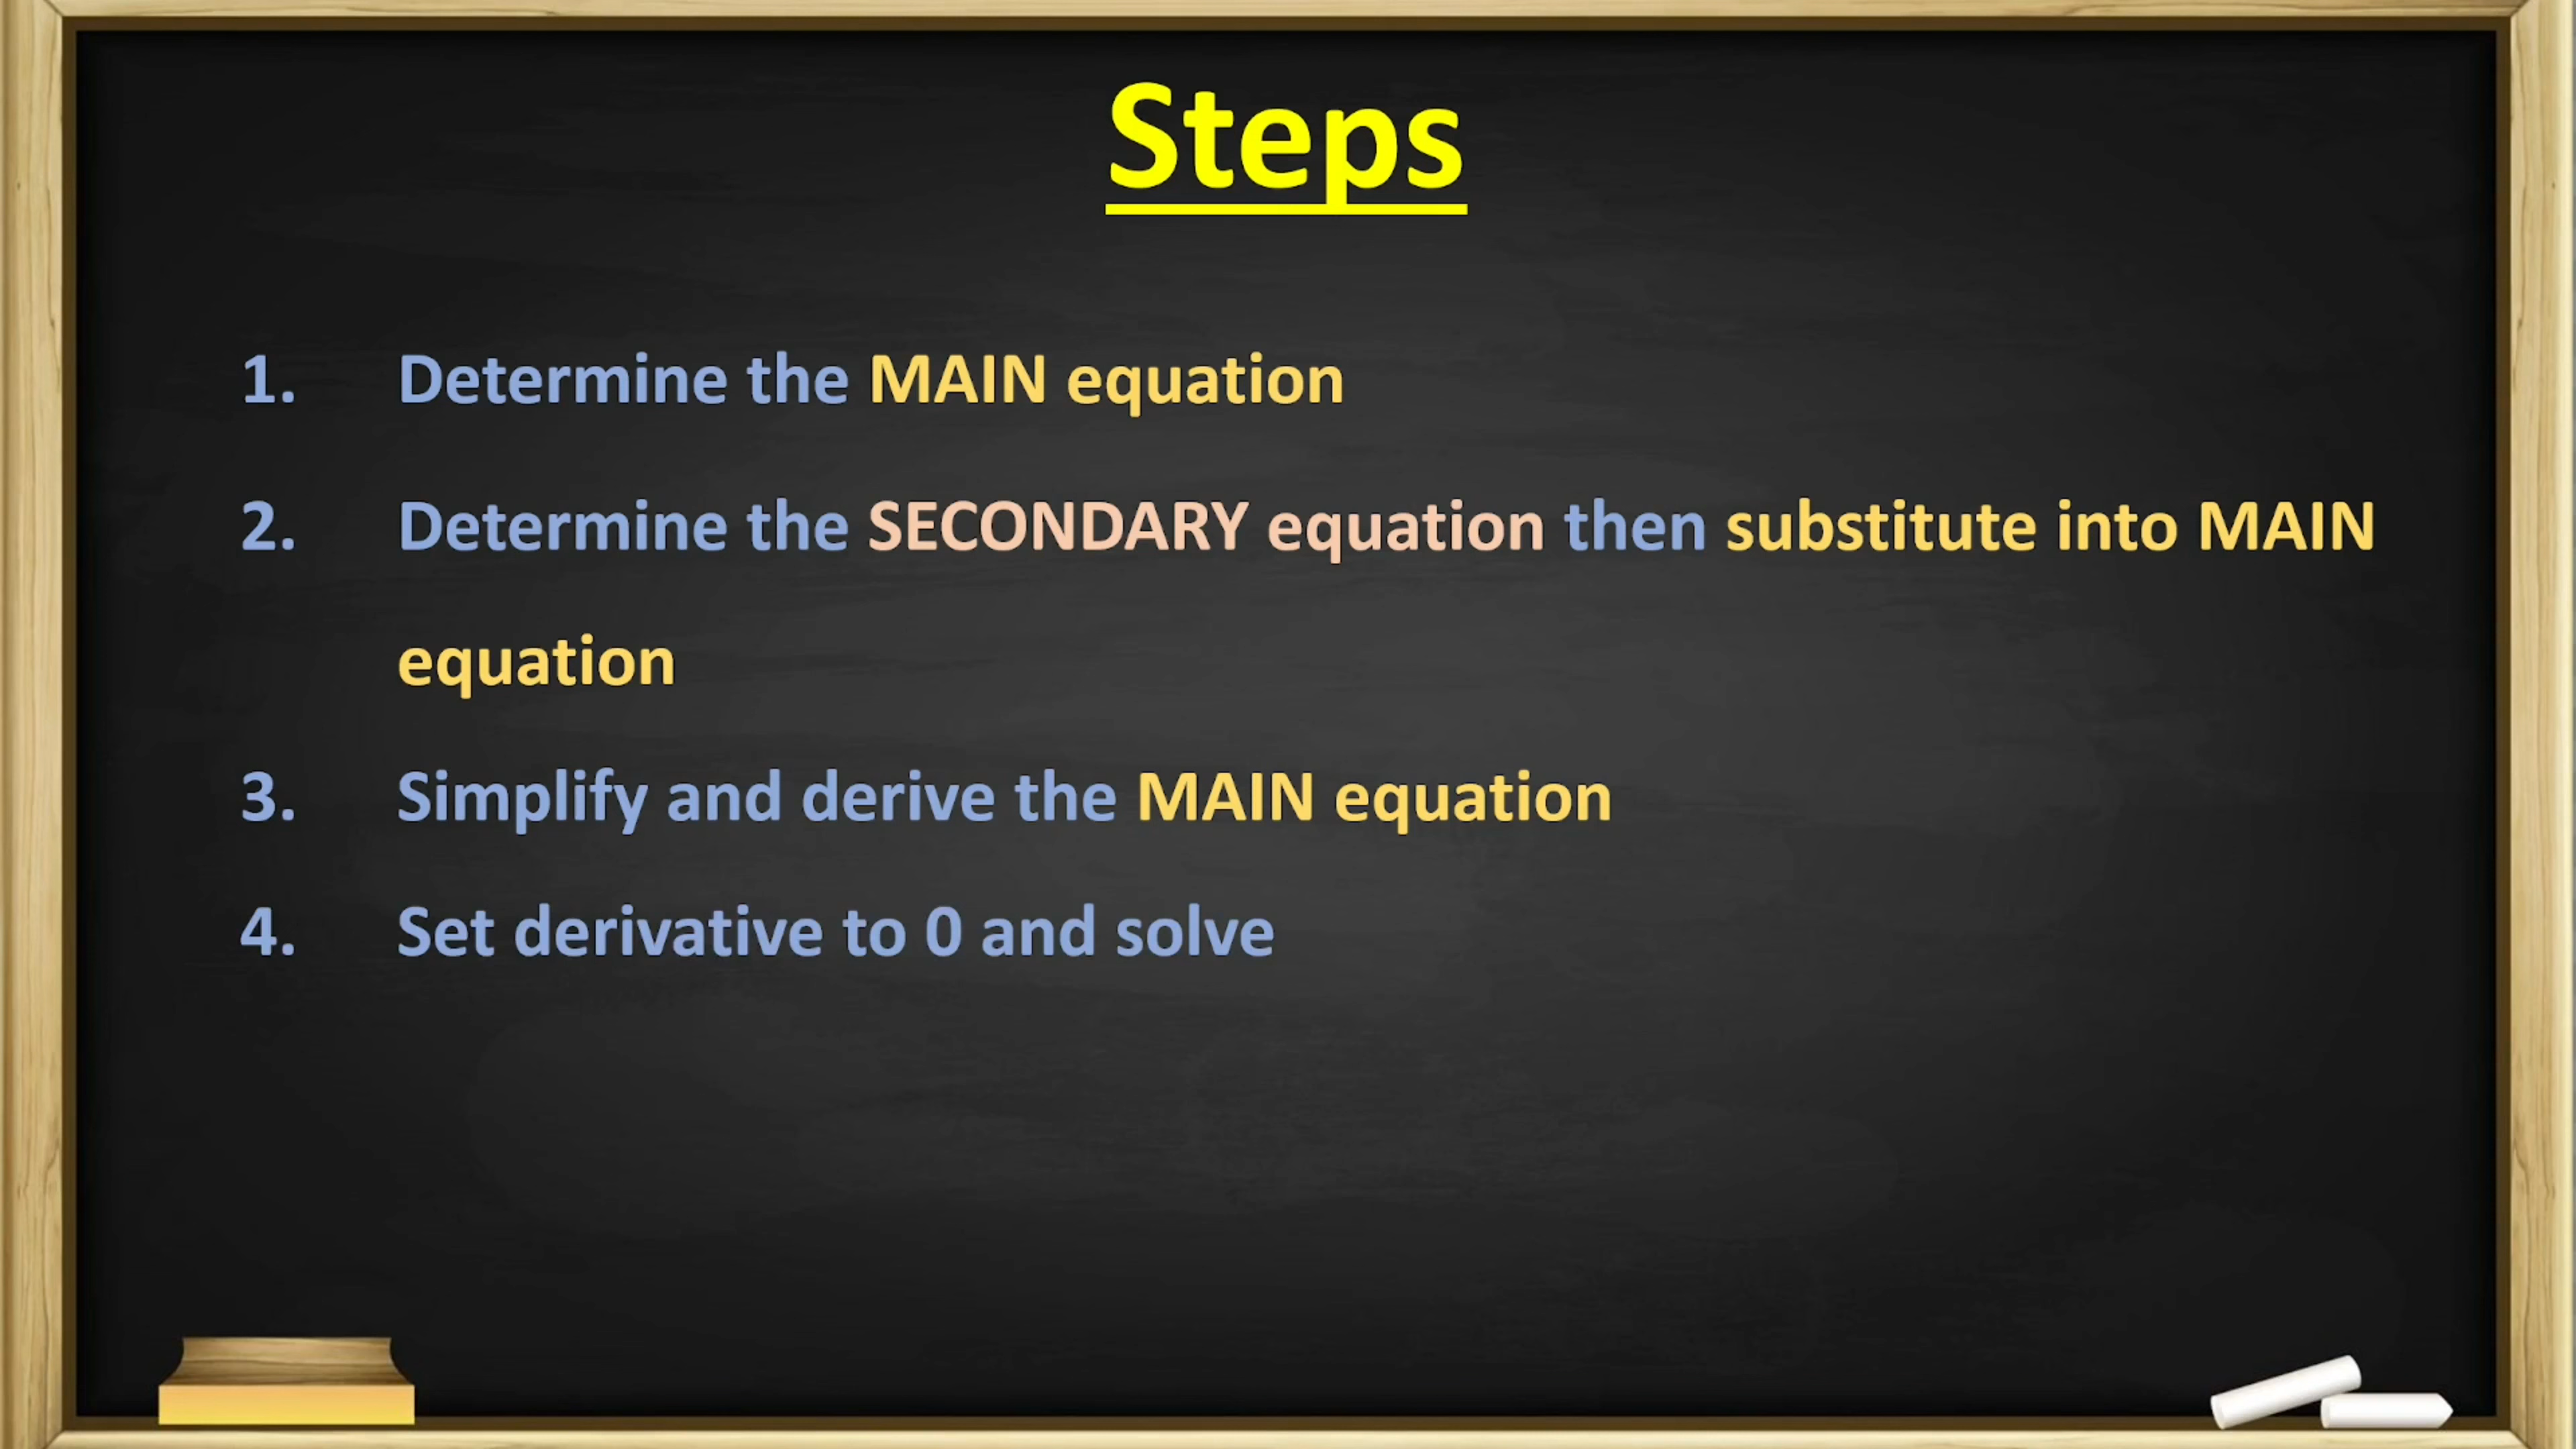 Steps
1. Determine the MAIN equation
2. Determine the SECONDARY equation then substitute into MAIN
equation
3. Simplify and derive the MAIN equation
4. Set derivative to 0 and solve